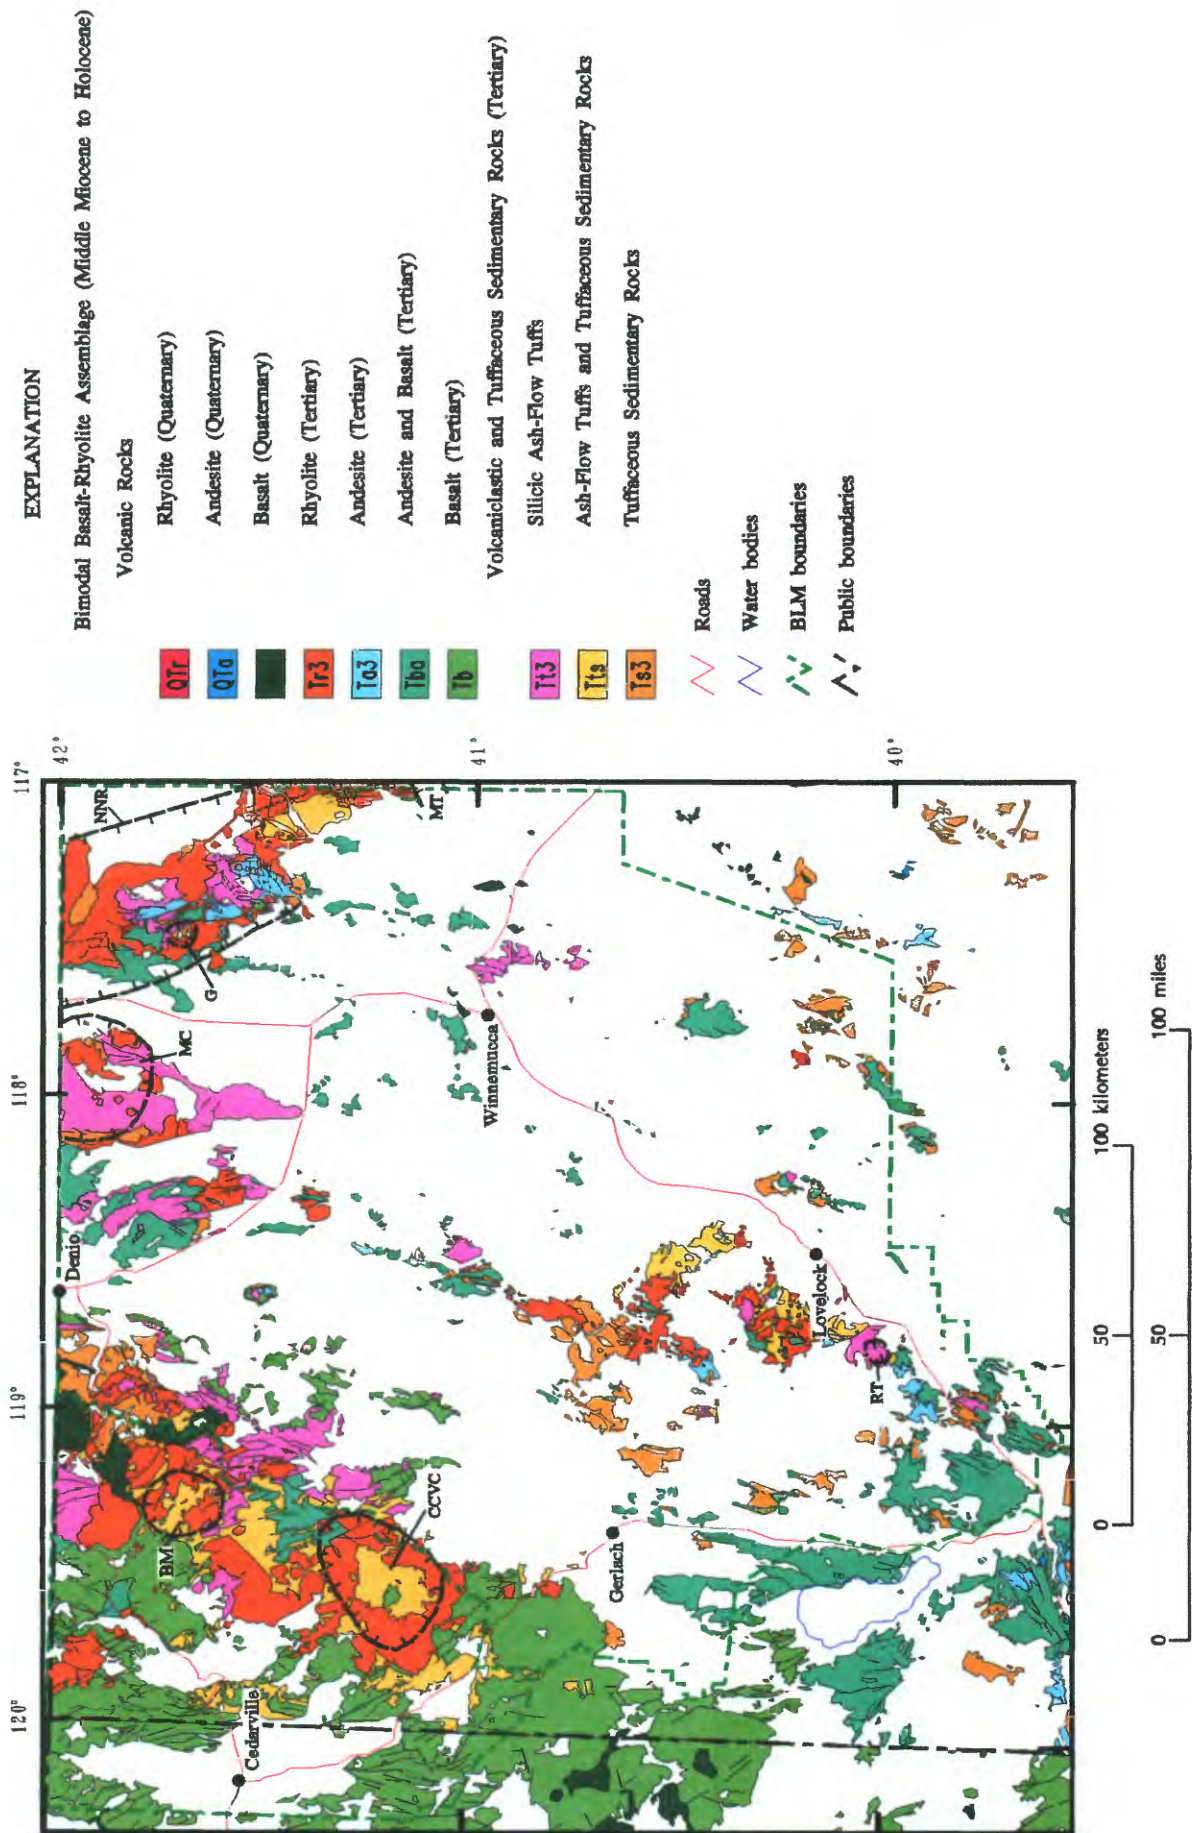 EXPLANATION
Bimodal Basalt-Rhyolite Assemblage (Middle Miocene to Holocene)
Volcanic Rocks
QTr Rhyolite (Quaternary)
QTa Andesite (Quaternary)
Basalt (Quaternary)
Tr3 Rhyolite (Tertiary)
Ta3 Andesite (Tertiary)
Tba Andesite and Basalt (Tertiary)
Tb Basalt (Tertiary)
Volcaniclastic and Tuffaceous Sedimentary Rocks (Tertiary)
Tt3 Silicic Ash-Flow Tuffs
Tts Ash-Flow Tuffs and Tuffaceous Sedimentary Rocks
Ts3 Tuffaceous Sedimentary Rocks
Roads
Water bodies
BLM boundaries
Public boundaries
120°
119°
118°
117°
42°
41°
40°
Denio
Cedarville
BM
CCVC
MC
G
NNR
MT
Winnemucca
Gerlach
Lovelock
RT
0 50 100 kilometers
0 50 100 miles